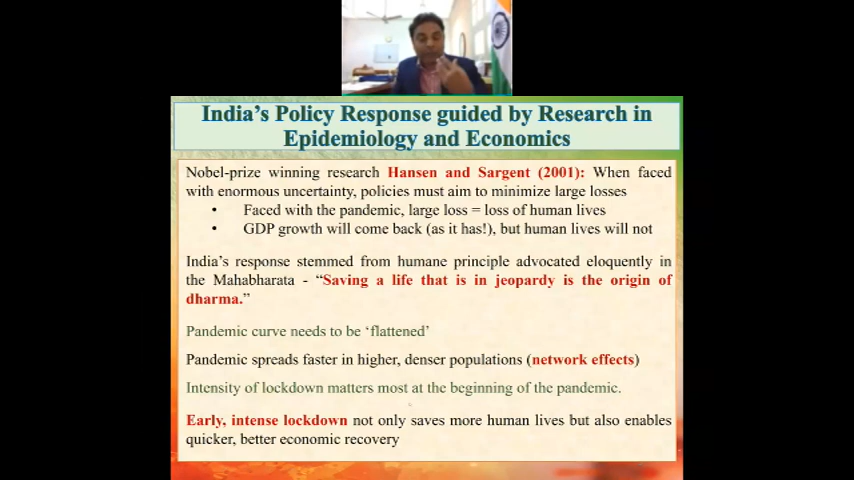 India's Policy Response guided by Research in
Epidemiology and Economics
Nobel-prize winning research Hansen and Sargent (2001): When faced
with enormous uncertainty, policies must aim to minimize large losses
• Faced with the pandemic, large loss = loss of human lives
• GDP growth will come back (as it has!), but human lives will not
India's response stemmed from humane principle advocated eloquently in
the Mahabharata - “Saving a life that is in jeopardy is the origin of
dharma.”
Pandemic curve needs to be ‘flattened’
Pandemic spreads faster in higher, denser populations (network effects)
Intensity of lockdown matters most at the beginning of the pandemic.
Early, intense lockdown not only saves more human lives but also enables
quicker, better economic recovery